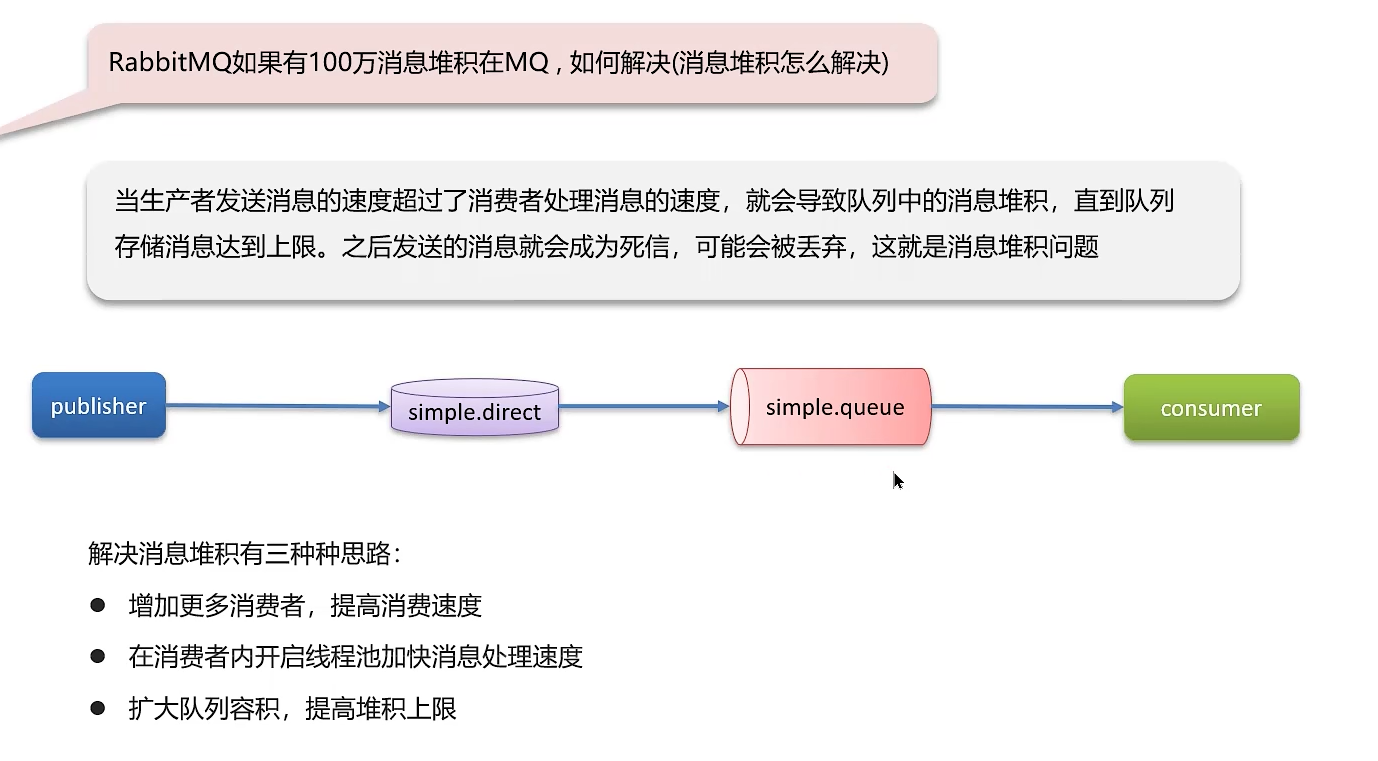 RabbitMQ如果有100万消息堆积在MQ , 如何解决(消息堆积怎么解决)
当生产者发送消息的速度超过了消费者处理消息的速度，就会导致队列中的消息堆积，直到队列
存储消息达到上限。之后发送的消息就会成为死信，可能会被丢弃，这就是消息堆积问题
publisher
simple.direct
simple.queue
consumer
解决消息堆积有三种种思路：
● 增加更多消费者，提高消费速度
● 在消费者内开启线程池加快消息处理速度
● 扩大队列容积，提高堆积上限